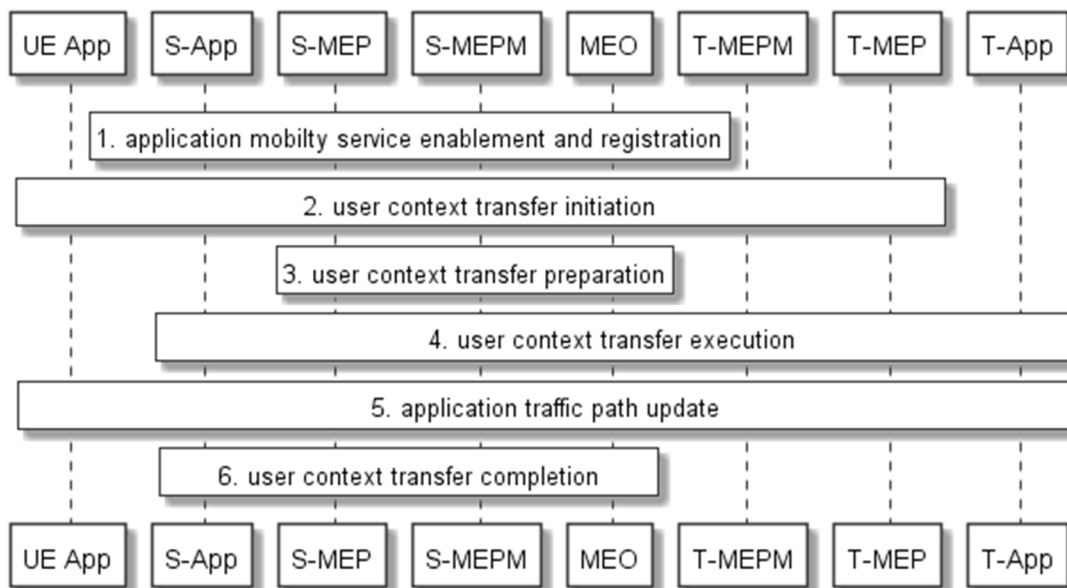 UE App S-App S-MEP S-MEPM MEO T-MEPM T-MEP T-App
1. application mobilty service enablement and registration
2. user context transfer initiation
3. user context transfer preparation
4. user context transfer execution
5. application traffic path update
6. user context transfer completion
UE App S-App S-MEP S-MEPM MEO T-MEPM T-MEP T-App